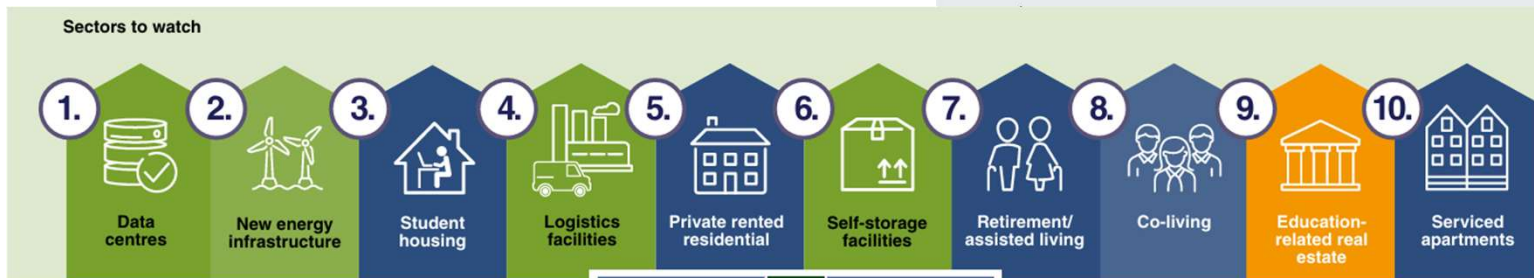 Sectors to watch
1.
Data
centres
2.
New energy
infrastructure
3.
Student
housing
4.
Logistics
facilities
5.
Private rented
residential
6.
Self-storage
facilities
7.
Retirement/
assisted living
8.
Co-living
9.
Education-
related real
estate
10.
Serviced
apartments